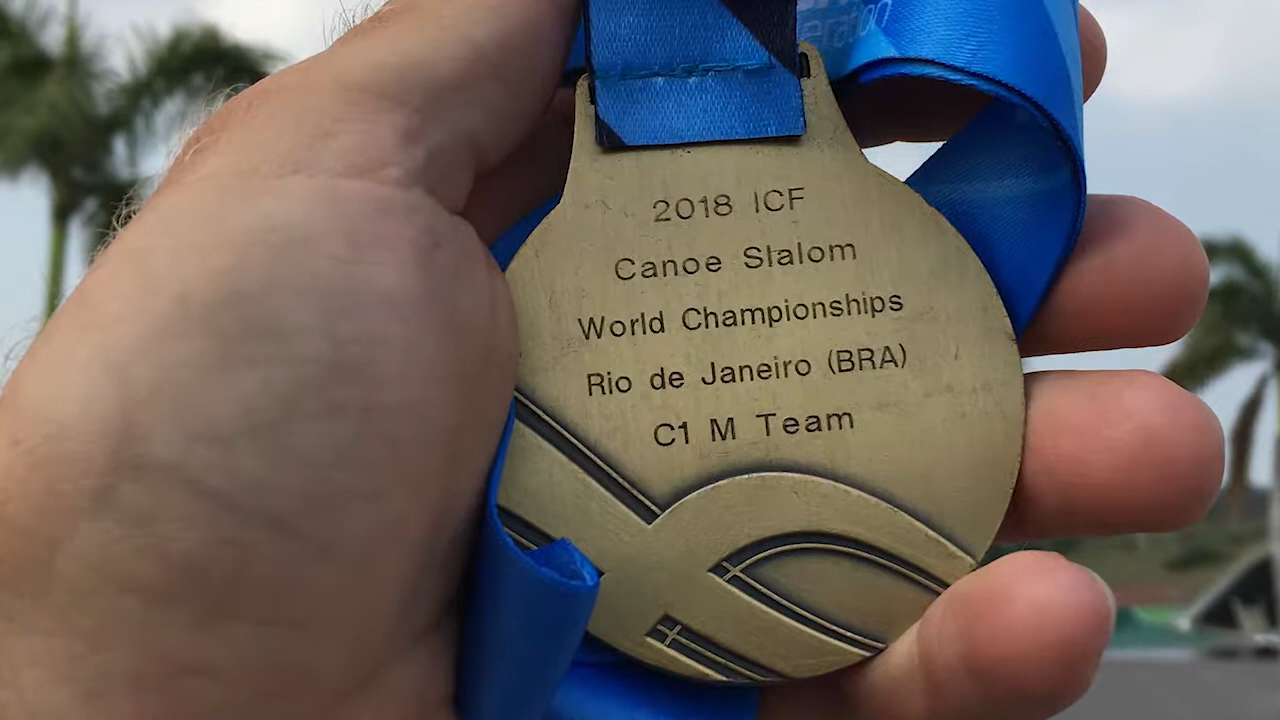 2018 ICF
Canoe Slalom
World Championships
Rio de Janeiro (BRA)
C1 M Team